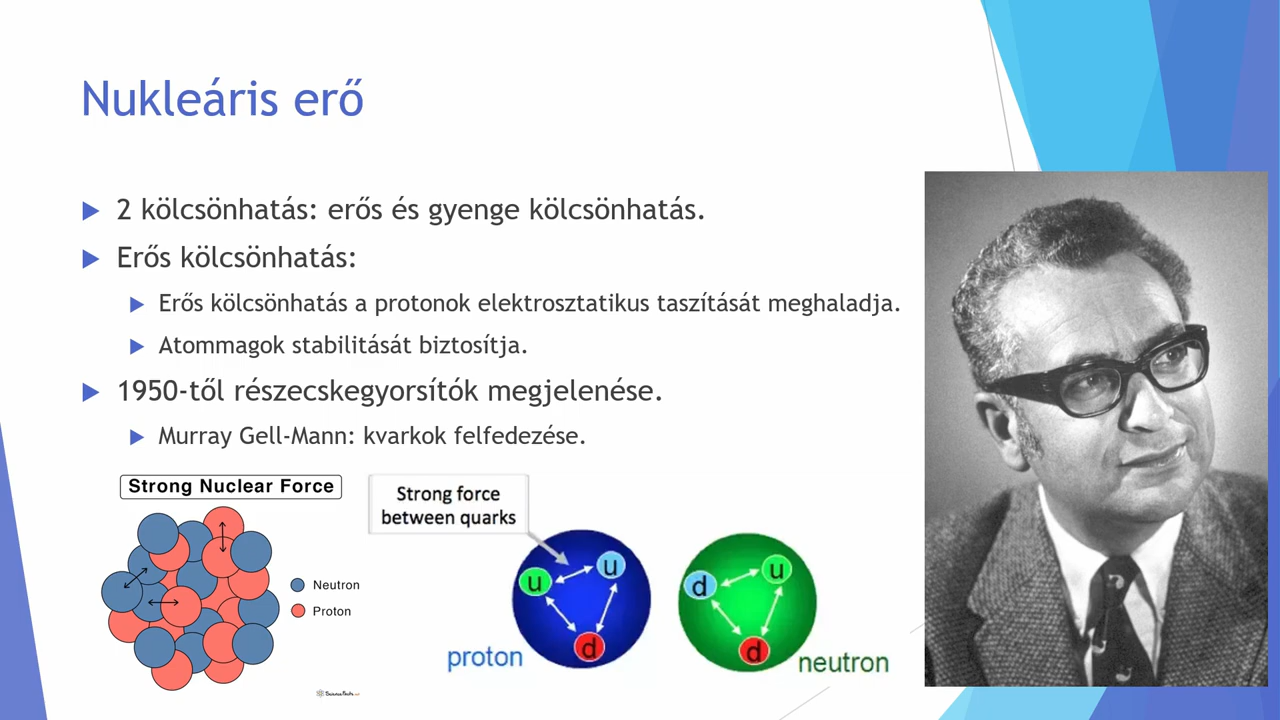 Nukleáris erő
2 kölcsönhatás: erős és gyenge kölcsönhatás.
Erős kölcsönhatás:
Erős kölcsönhatás a protonok elektrosztatikus taszítását meghaladja.
Atommagok stabilitását biztosítja.
1950-től részecskegyorsítók megjelenése.
Murray Gell-Mann: kvarkok felfedezése.
Strong Nuclear Force
Neutron
Proton
Strong force
between quarks
u
u
d
proton
d
u
d
neutron